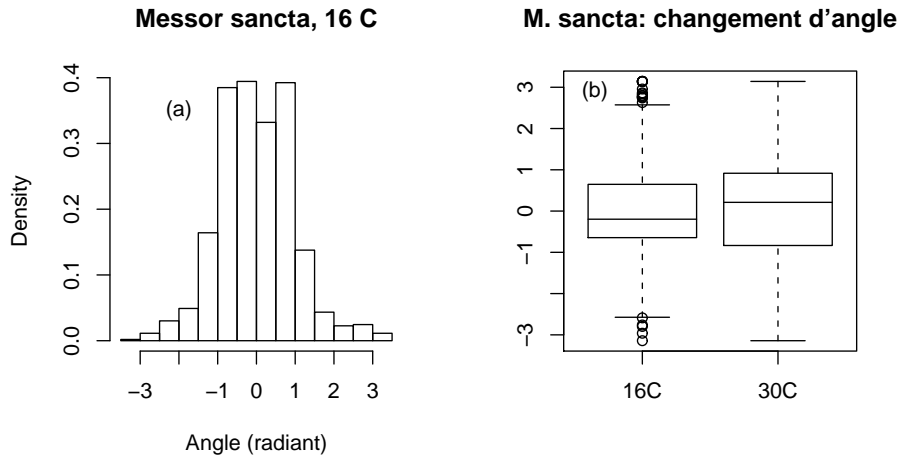 Messor sancta, 16 C
(a)
Density
0.0 0.1 0.2 0.3 0.4
−3 −1 0 1 2 3
Angle (radiant)
M. sancta: changement d’angle
(b)
−3 −1 0 1 2 3
16C 30C